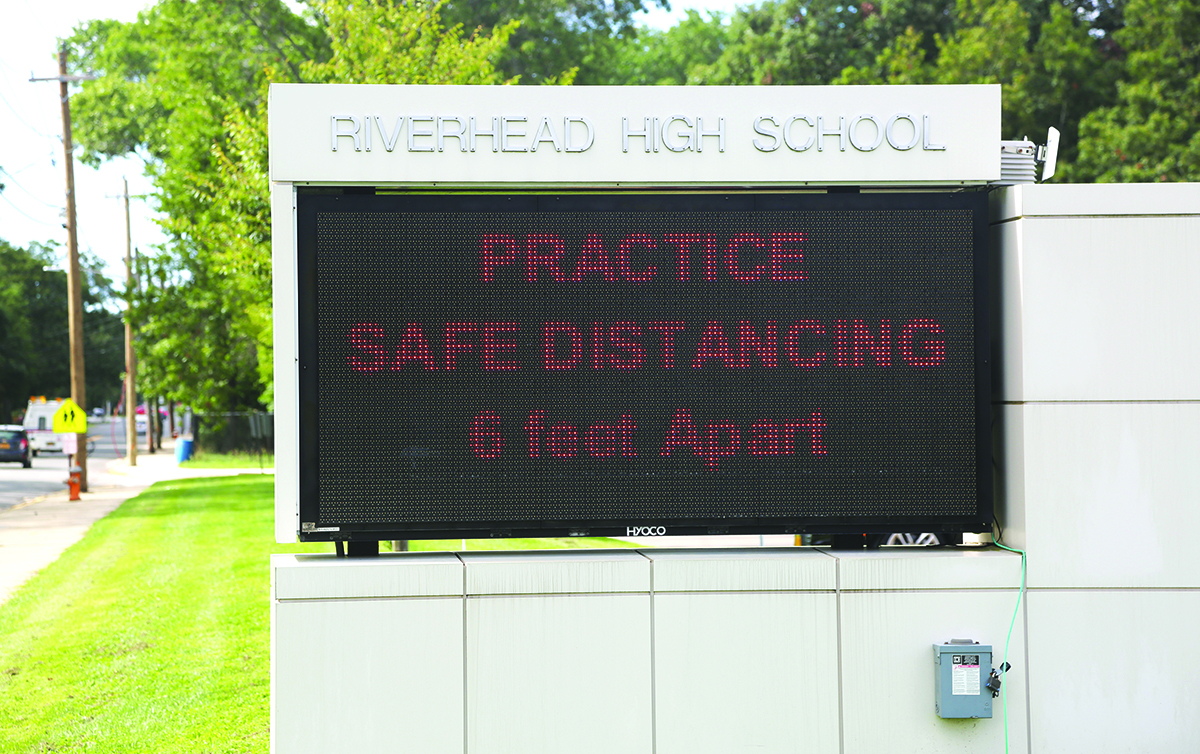 RIVERHEAD HIGH SCHOOL
PRACTICE
SAFE DISTANCING
6 feet Apart
HYOCO